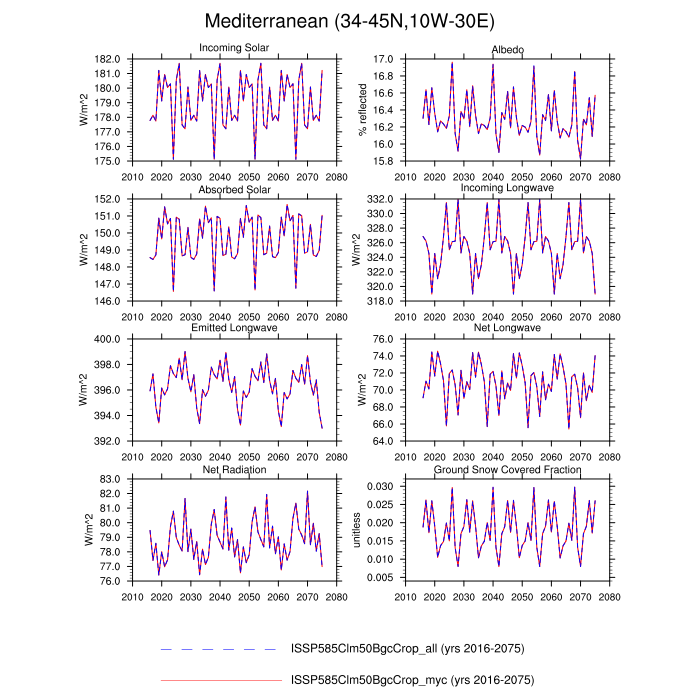 Mediterranean (34-45N,10W-30E)
Incoming Solar
W/m^2
182.0
181.0
180.0
179.0
178.0
177.0
176.0
175.0
2010 2020 2030 2040 2050 2060 2070 2080
Albedo
% reflected
17.0
16.8
16.6
16.4
16.2
16.0
15.8
2010 2020 2030 2040 2050 2060 2070 2080
Absorbed Solar
W/m^2
152.0
151.0
150.0
149.0
148.0
147.0
146.0
2010 2020 2030 2040 2050 2060 2070 2080
Incoming Longwave
W/m^2
332.0
330.0
328.0
326.0
324.0
322.0
320.0
318.0
2010 2020 2030 2040 2050 2060 2070 2080
Emitted Longwave
W/m^2
400.0
398.0
396.0
394.0
392.0
2010 2020 2030 2040 2050 2060 2070 2080
Net Longwave
W/m^2
76.0
74.0
72.0
70.0
68.0
66.0
64.0
2010 2020 2030 2040 2050 2060 2070 2080
Net Radiation
W/m^2
83.0
82.0
81.0
80.0
79.0
78.0
77.0
76.0
2010 2020 2030 2040 2050 2060 2070 2080
Ground Snow Covered Fraction
unitless
0.030
0.025
0.020
0.015
0.010
0.005
2010 2020 2030 2040 2050 2060 2070 2080
ISSP585Clm50BgcCrop_all (yrs 2016-2075)
ISSP585Clm50BgcCrop_myc (yrs 2016-2075)